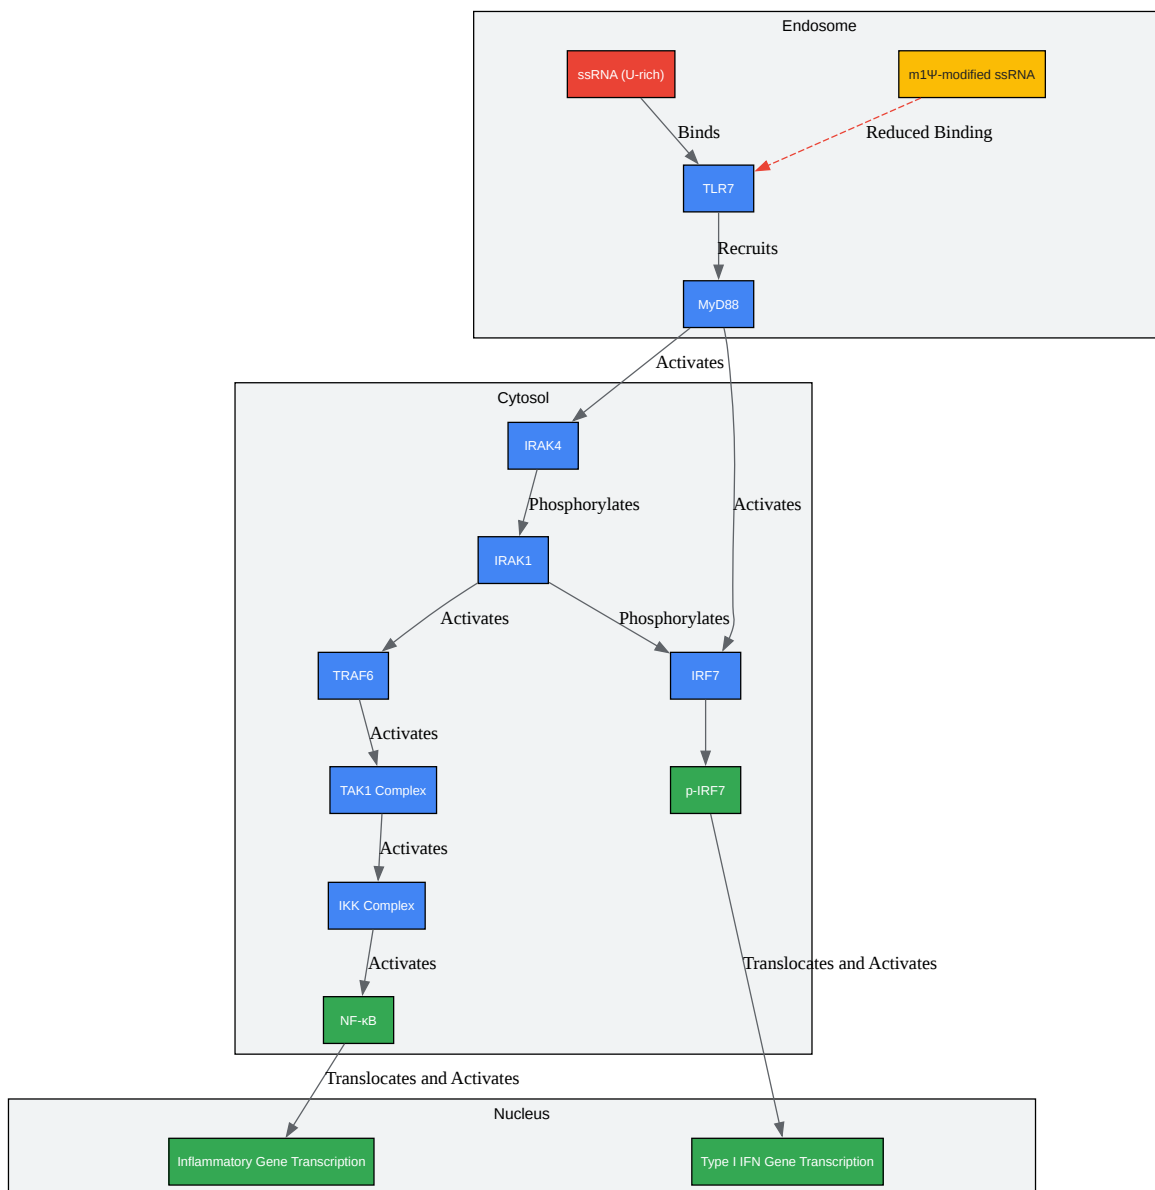 Endosome
ssRNA (U-rich)
m1Ψ-modified ssRNA
Binds
Reduced Binding
TLR7
Recruits
MyD88
Activates
Cytosol
IRAK4
Phosphorylates
Activates
IRAK1
Activates
Phosphorylates
TRAF6
IRF7
Activates
TAK1 Complex
p-IRF7
Activates
IKK Complex
Activates
Translocates and Activates
NF-κB
Translocates and Activates
Nucleus
Inflammatory Gene Transcription
Type I IFN Gene Transcription